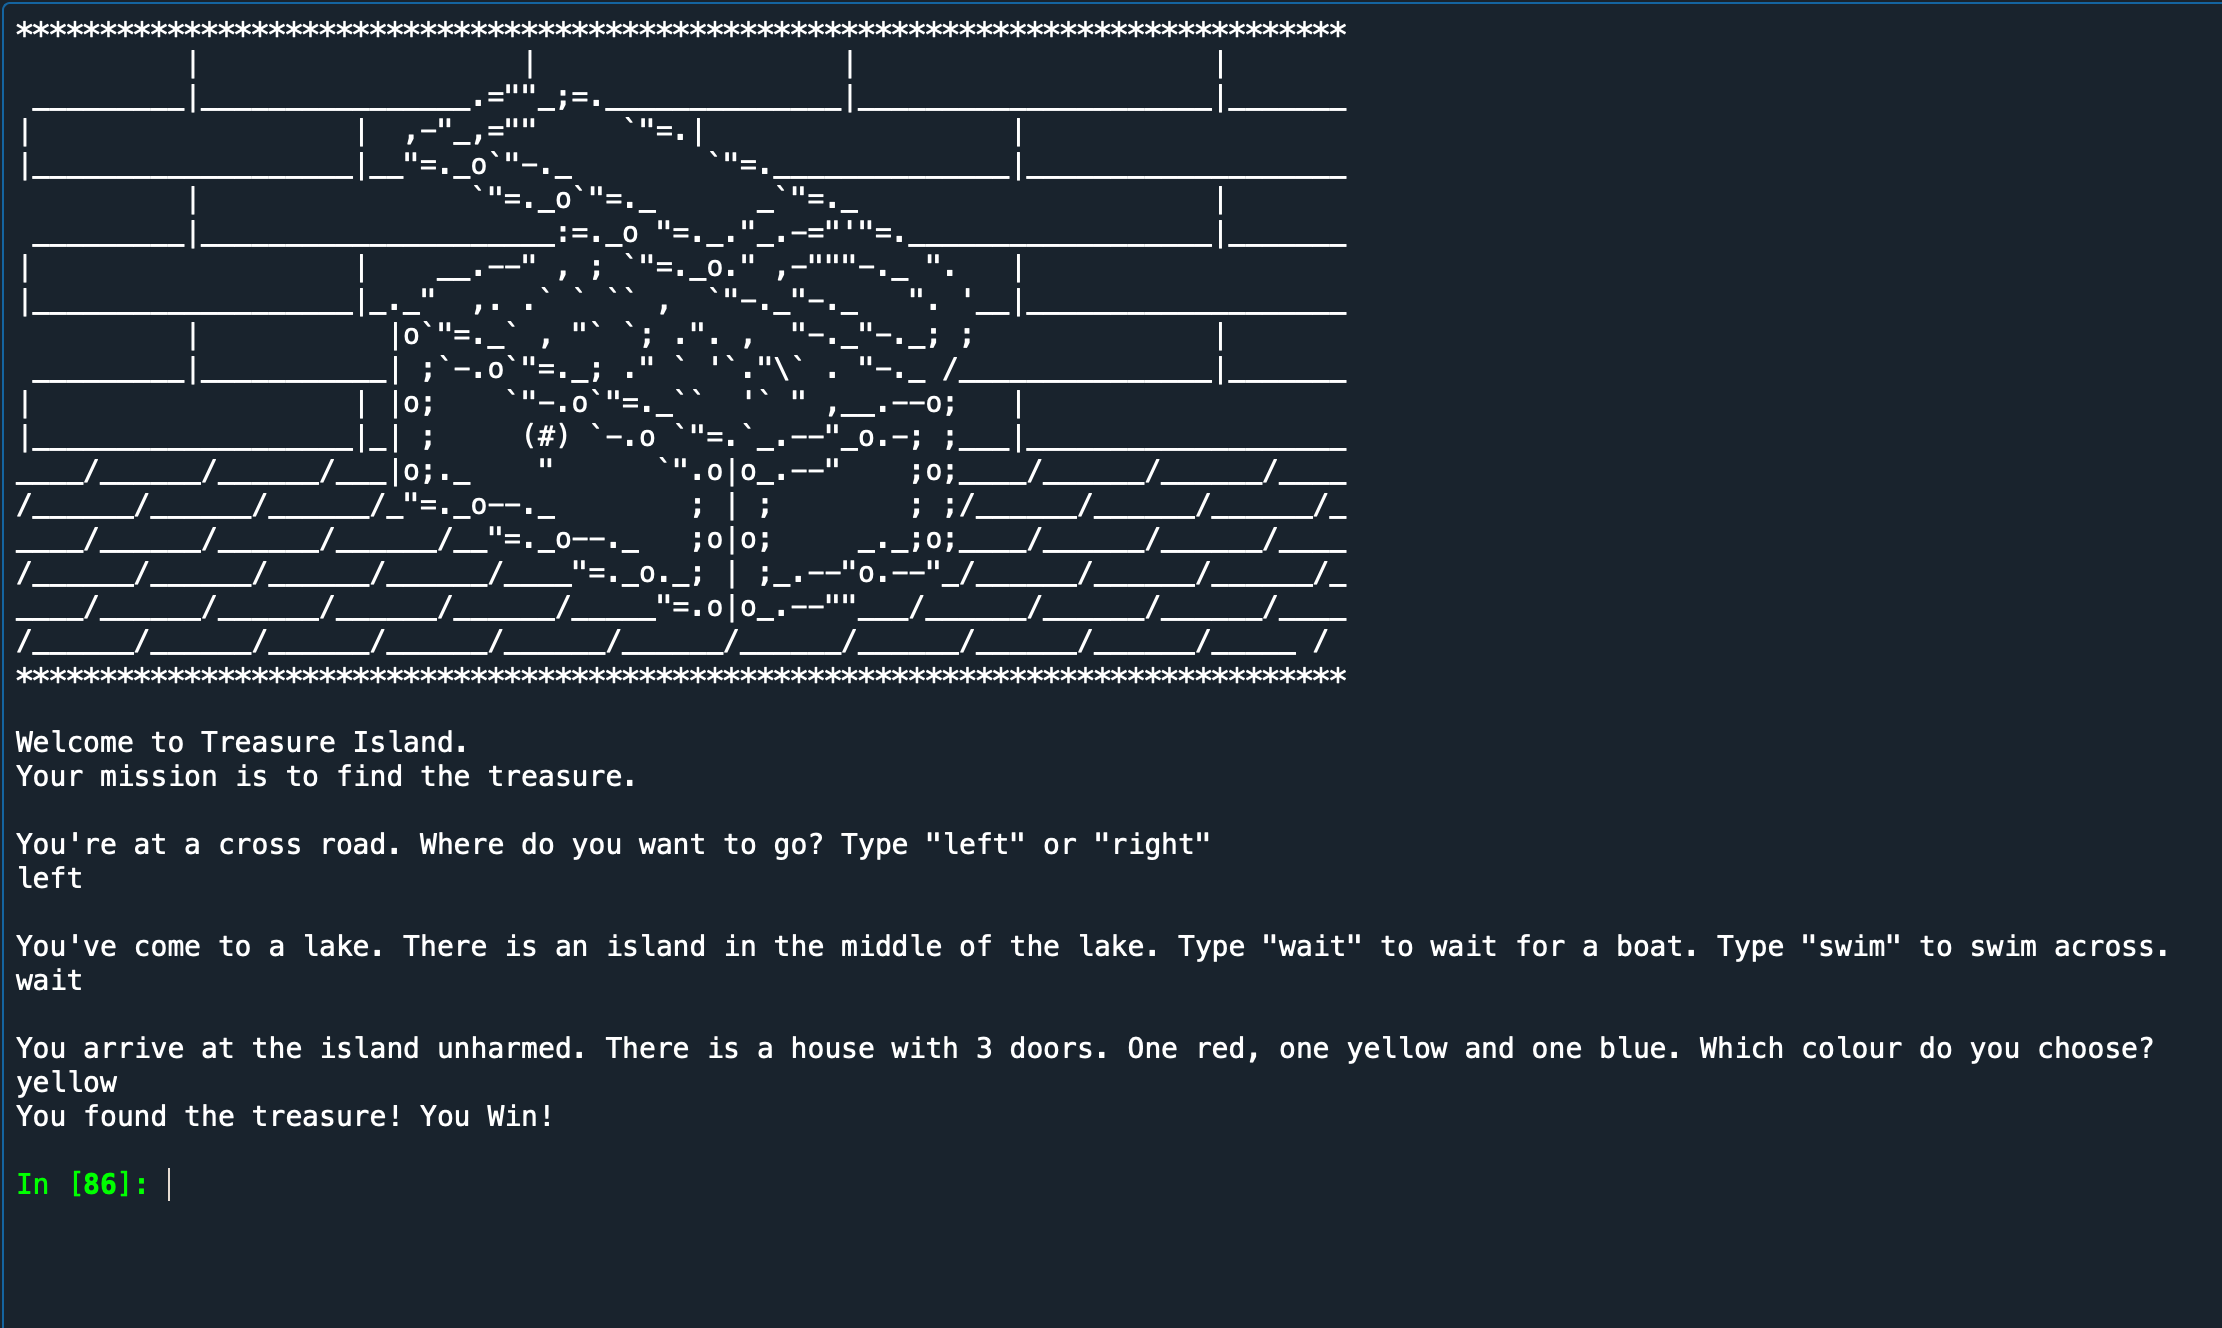 Welcome to Treasure Island.
Your mission is to find the treasure.
You're at a cross road. Where do you want to go? Type "left" or "right"
left
You've come to a lake. There is an island in the middle of the lake. Type "wait" to wait for a boat. Type "swim" to swim across.
wait
You arrive at the island unharmed. There is a house with 3 doors. One red, one yellow and one blue. Which colour do you choose?
yellow
You found the treasure! You Win!
In [86]: